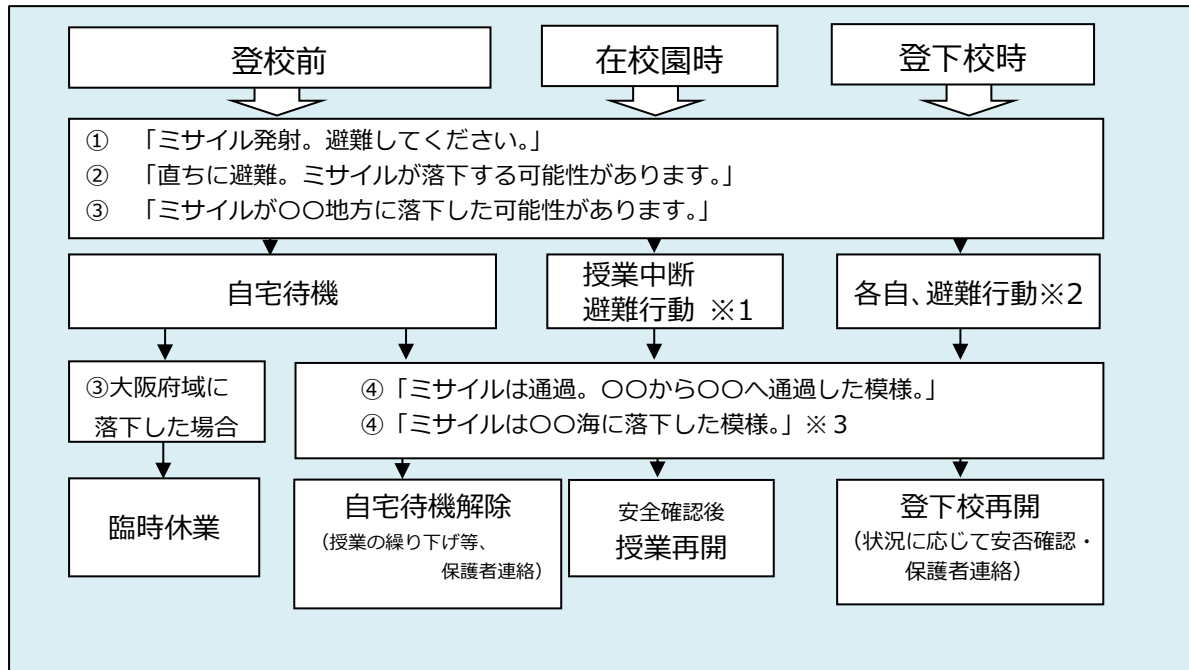 登校前
在校園時
登下校時
① 「ミサイル発射。避難してください。」
② 「直ちに避難。ミサイルが落下する可能性があります。」
③ 「ミサイルが〇〇地方に落下した可能性があります。」
自宅待機
授業中断
避難行動 ※1
各自、避難行動※2
③大阪府域に
落下した場合
④「ミサイルは通過。〇〇から〇〇へ通過した模様。」
④「ミサイルは〇〇海に落下した模様。」※３
臨時休業
自宅待機解除
（授業の繰り下げ等、
保護者連絡）
安全確認後
授業再開
登下校再開
（状況に応じて安否確認・
保護者連絡）